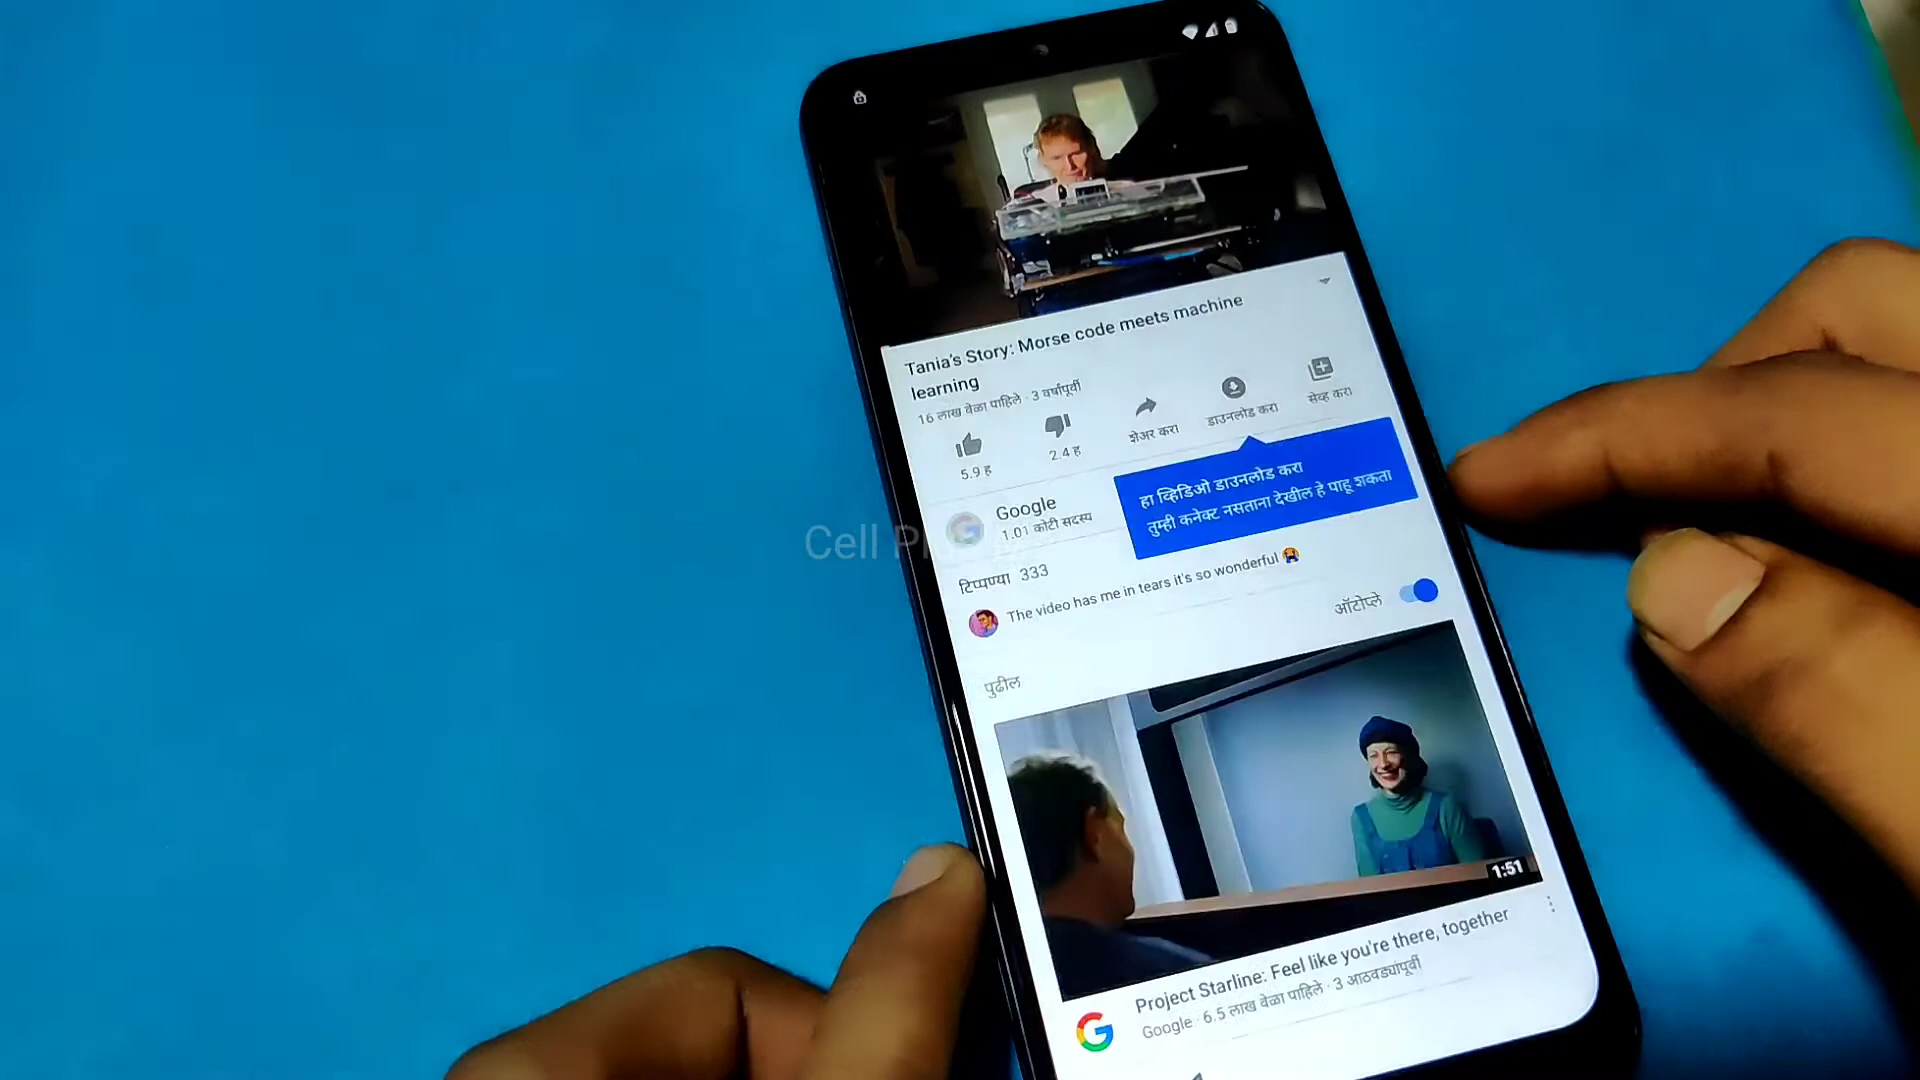 Tania's Story: Morse code meets machine
learning
16 लाख वेळा पाहिले · 3 वर्षांपूर्वी
5.9 ह
2.4 ह
शेअर करा
डाउनलोड करा
सेव्ह करा
हा व्हिडिओ डाउनलोड करा
तुम्ही कनेक्ट नसताना देखील हे पाहू शकता
Google
1.01 कोटी सदस्य
Cell
टिप्पण्या 333
The video has me in tears it's so wonderful 😭
ऑटोप्ले
पुढील
1:51
Project Starline: Feel like you're there, together
Google · 6.5 लाख वेळा पाहिले · 3 आठवड्यांपूर्वी